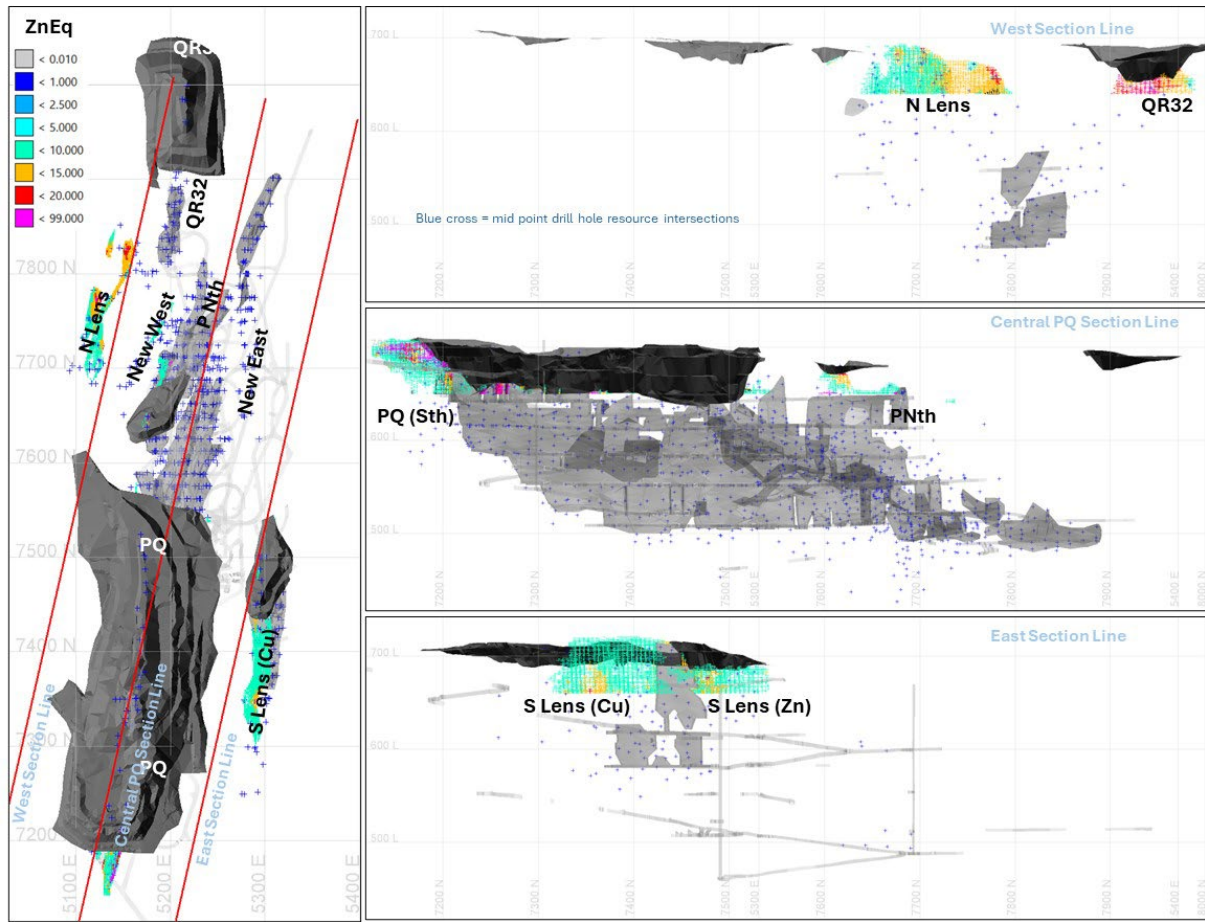 ZnEq
< 0.010
< 1.000
< 2.500
< 5.000
< 10.000
< 15.000
< 20.000
< 99.000
QR3
QR32
7800 N
N Lens
New West
P Nth
New East
7700 N
7600 N
7500 N
PQ
7400 N
S Lens (Cu)
7300 N
PQ
West Section Line
Central PQ Section Line
East Section Line
7200 N
5100 E
5200 E
5300 E
5400 E
West Section Line
700 L
N Lens
QR32
600 L
Blue cross = mid point drill hole resource intersections
500 L
7200 N
7300 N
7400 N
7500 N
5300 E
7600 N
7700 N
7800 N
7900 N
5400 E
8000 N
Central PQ Section Line
PQ (Sth)
PNth
600 L
500 L
7200 N
7300 N
7400 N
7500 N
5300 E
7600 N
7700 N
7800 N
7900 N
5400 E
8000 N
East Section Line
700 L
S Lens (Cu)
S Lens (Zn)
600 L
500 L
7200 N
7300 N
7400 N
7500 N
5300 E
7600 N
7700 N
7800 N
7900 N
5400 E
8000 N